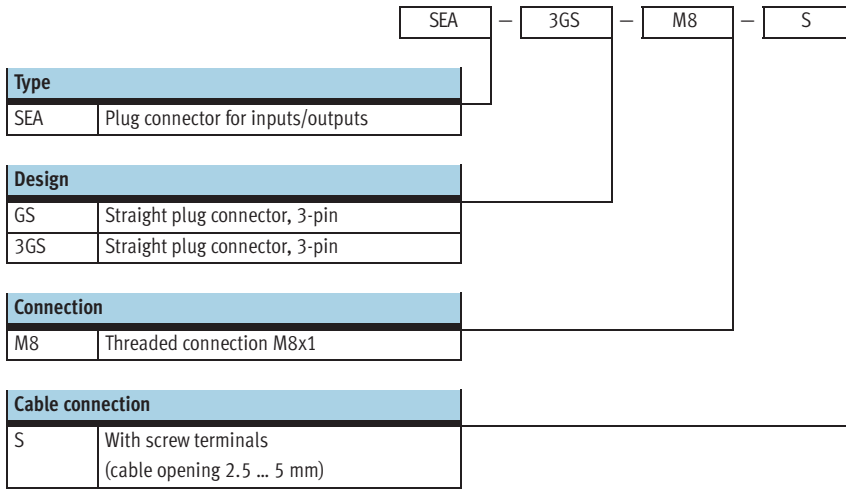 SEA – 3GS – M8 – S
Type
SEA Plug connector for inputs/outputs
Design
GS Straight plug connector, 3-pin
3GS Straight plug connector, 3-pin
Connection
M8 Threaded connection M8x1
Cable connection
S With screw terminals
(cable opening 2.5 … 5 mm)